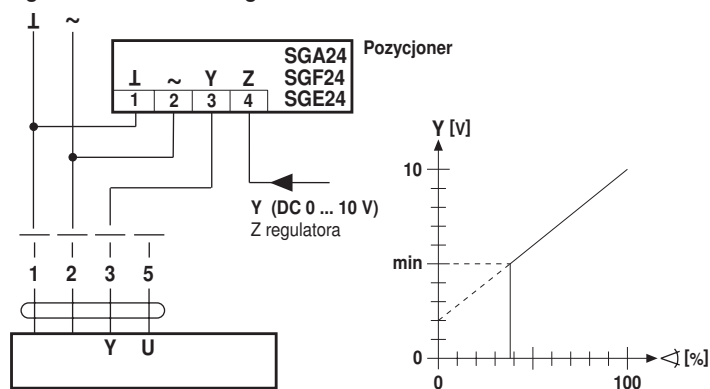 ⊥ ~
SGA24 Pozycjoner
⊥ ~ Y Z SGF24
1 2 3 4 SGE24
Y [V]
10
Y (DC 0 ... 10 V)
Z regulatora
min
1 2 3 5
Y U
0
[%]
0 100